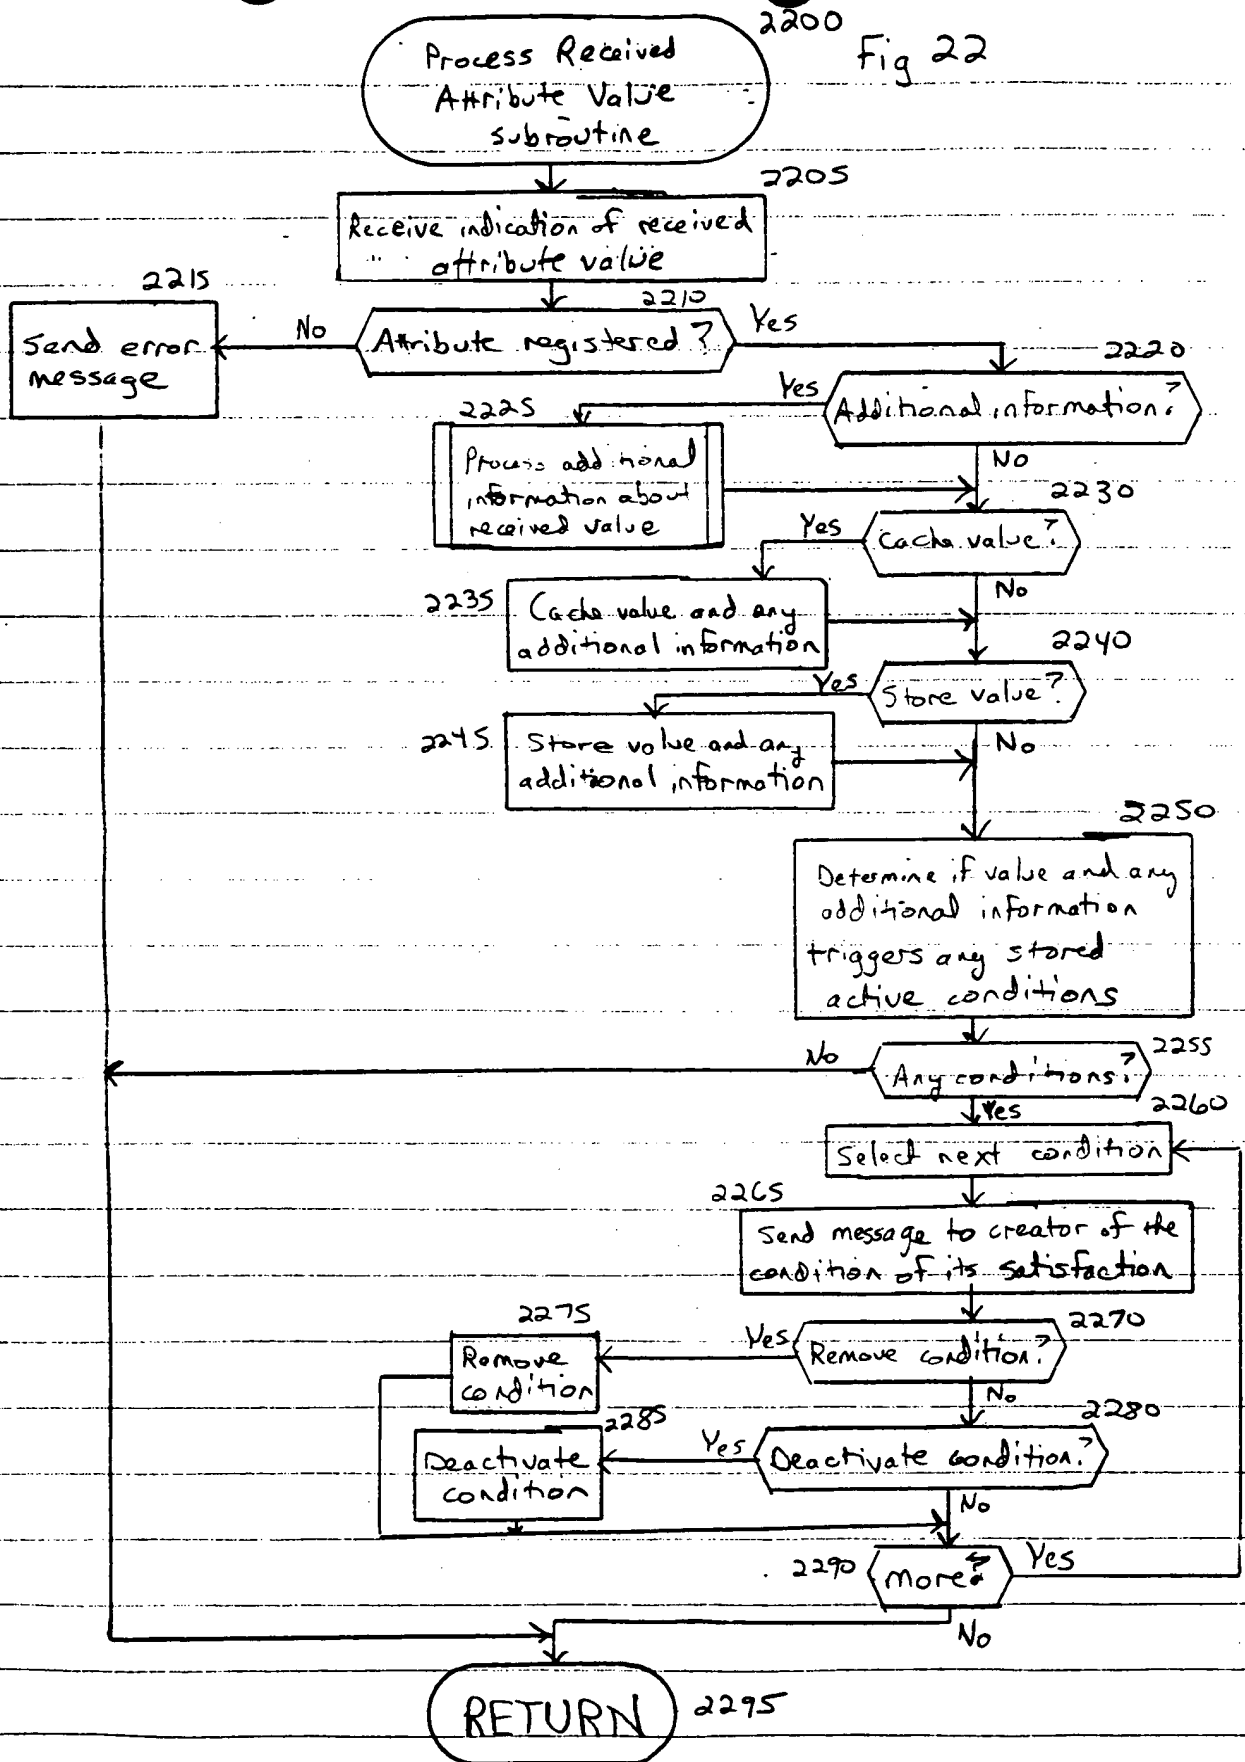 2200
Fig 22
Process Received
Attribute Value
subroutine
2205
Receive indication of received
attribute value
2215
2210
Send error
message
No
Attribute registered?
Yes
2220
Yes
Additional information?
2225
Process additional
information about
received value
No
2230
Yes
Cache value?
No
2235
Cache value and any
additional information
2240
Yes
Store value?
No
2245
Store value and any
additional information
2250
Determine if value and any
additional information
triggers any stored
active conditions
No
Any conditions?
2255
Yes
2260
Select next condition
2265
Send message to creator of the
condition of its satisfaction
2275
2270
Remove
condition
Yes
Remove condition?
No
2285
2280
Deactivate
condition
Yes
Deactivate condition?
No
2290
more?
Yes
No
RETURN
2295